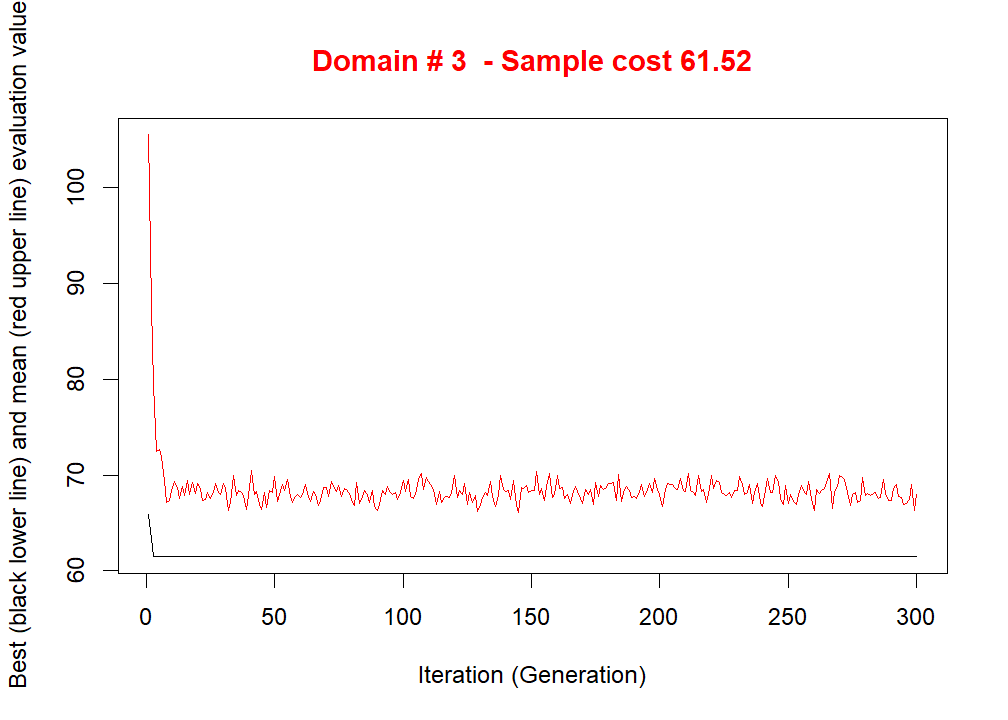 Domain # 3  - Sample cost 61.52
Best (black lower line) and mean (red upper line) evaluation value
100
90
80
70
60
0 50 100 150 200 250 300
Iteration (Generation)